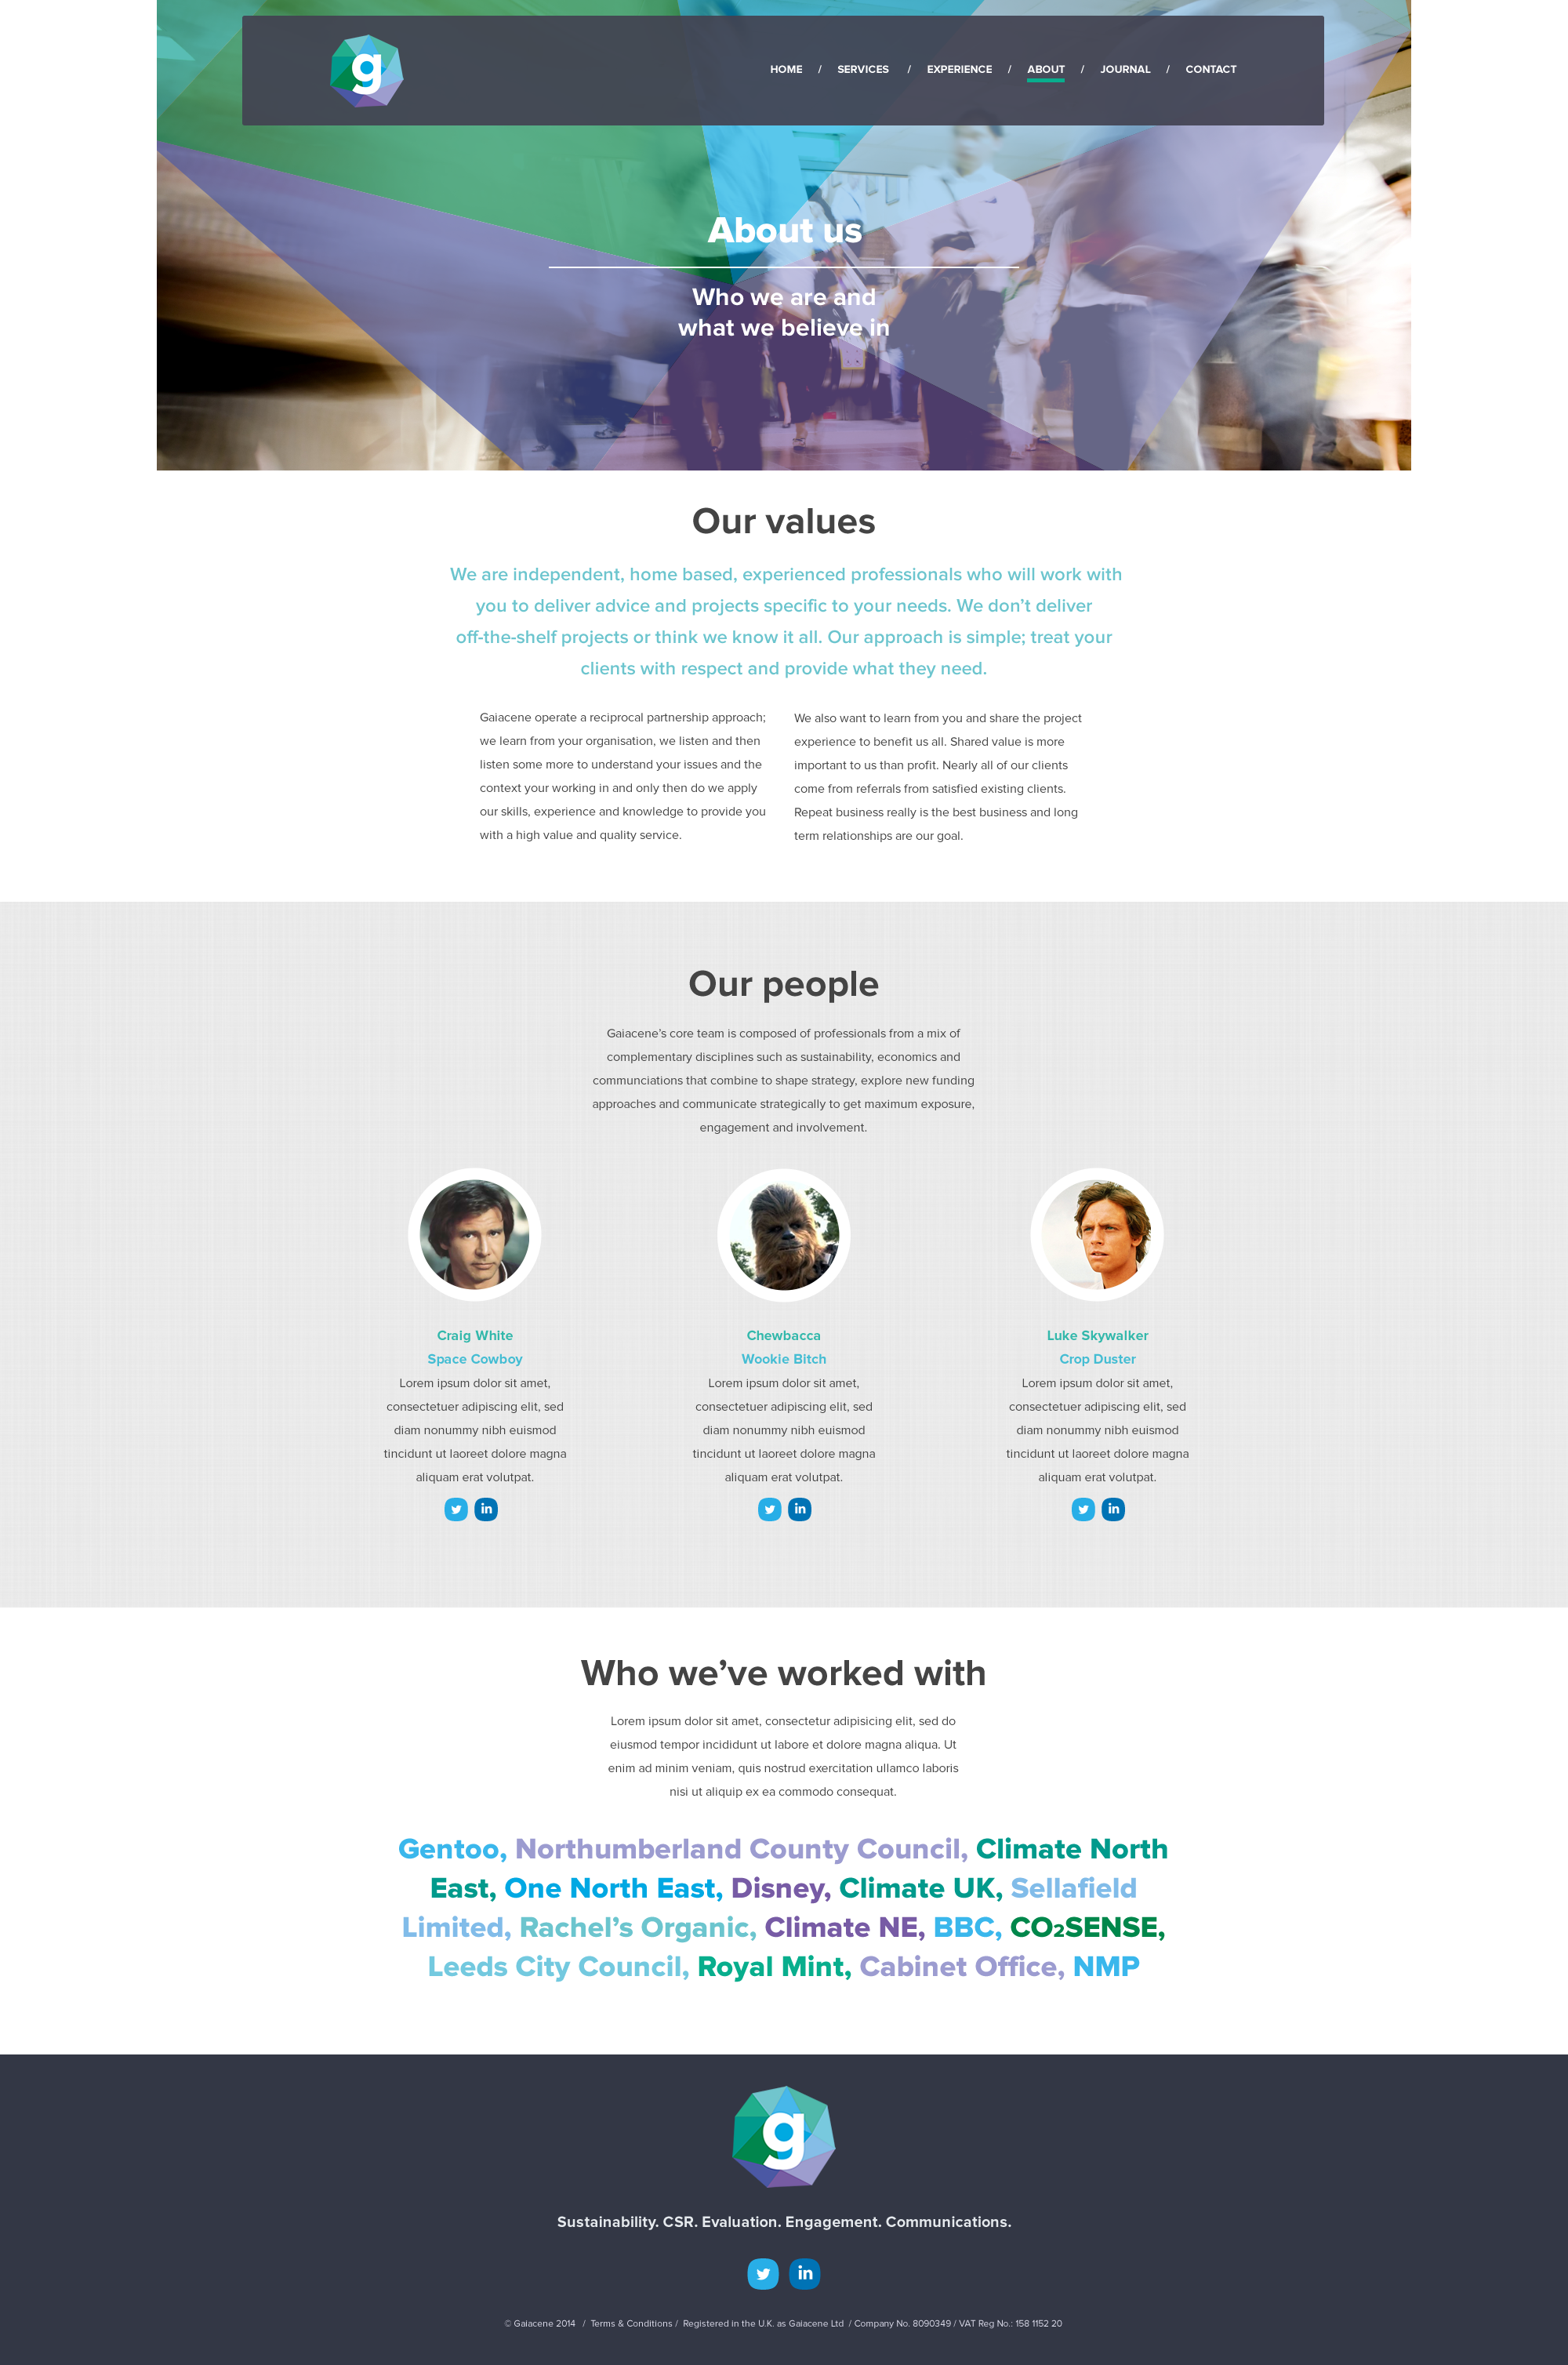 g
HOME / SERVICES / EXPERIENCE / ABOUT / JOURNAL / CONTACT
About us
Who we are and
what we believe in
Our values
We are independent, home based, experienced professionals who will work with
you to deliver advice and projects specific to your needs. We don’t deliver
off-the-shelf projects or think we know it all. Our approach is simple; treat your
clients with respect and provide what they need.
Gaiacene operate a reciprocal partnership approach;
we learn from your organisation, we listen and then
listen some more to understand your issues and the
context your working in and only then do we apply
our skills, experience and knowledge to provide you
with a high value and quality service.
We also want to learn from you and share the project
experience to benefit us all. Shared value is more
important to us than profit. Nearly all of our clients
come from referrals from satisfied existing clients.
Repeat business really is the best business and long
term relationships are our goal.
Our people
Gaiacene’s core team is composed of professionals from a mix of
complementary disciplines such as sustainability, economics and
communciations that combine to shape strategy, explore new funding
approaches and communicate strategically to get maximum exposure,
engagement and involvement.
Craig White
Space Cowboy
Lorem ipsum dolor sit amet,
consectetuer adipiscing elit, sed
diam nonummy nibh euismod
tincidunt ut laoreet dolore magna
aliquam erat volutpat.
in
Chewbacca
Wookie Bitch
Lorem ipsum dolor sit amet,
consectetuer adipiscing elit, sed
diam nonummy nibh euismod
tincidunt ut laoreet dolore magna
aliquam erat volutpat.
in
Luke Skywalker
Crop Duster
Lorem ipsum dolor sit amet,
consectetuer adipiscing elit, sed
diam nonummy nibh euismod
tincidunt ut laoreet dolore magna
aliquam erat volutpat.
in
Who we’ve worked with
Lorem ipsum dolor sit amet, consectetur adipisicing elit, sed do
eiusmod tempor incididunt ut labore et dolore magna aliqua. Ut
enim ad minim veniam, quis nostrud exercitation ullamco laboris
nisi ut aliquip ex ea commodo consequat.
Gentoo, Northumberland County Council, Climate North
East, One North East, Disney, Climate UK, Sellafield
Limited, Rachel’s Organic, Climate NE, BBC, CO₂SENSE,
Leeds City Council, Royal Mint, Cabinet Office, NMP
g
Sustainability. CSR. Evaluation. Engagement. Communications.
in
© Gaiacene 2014 / Terms & Conditions / Registered in the U.K. as Gaiacene Ltd / Company No. 8090349 / VAT Reg No.: 158 1152 20